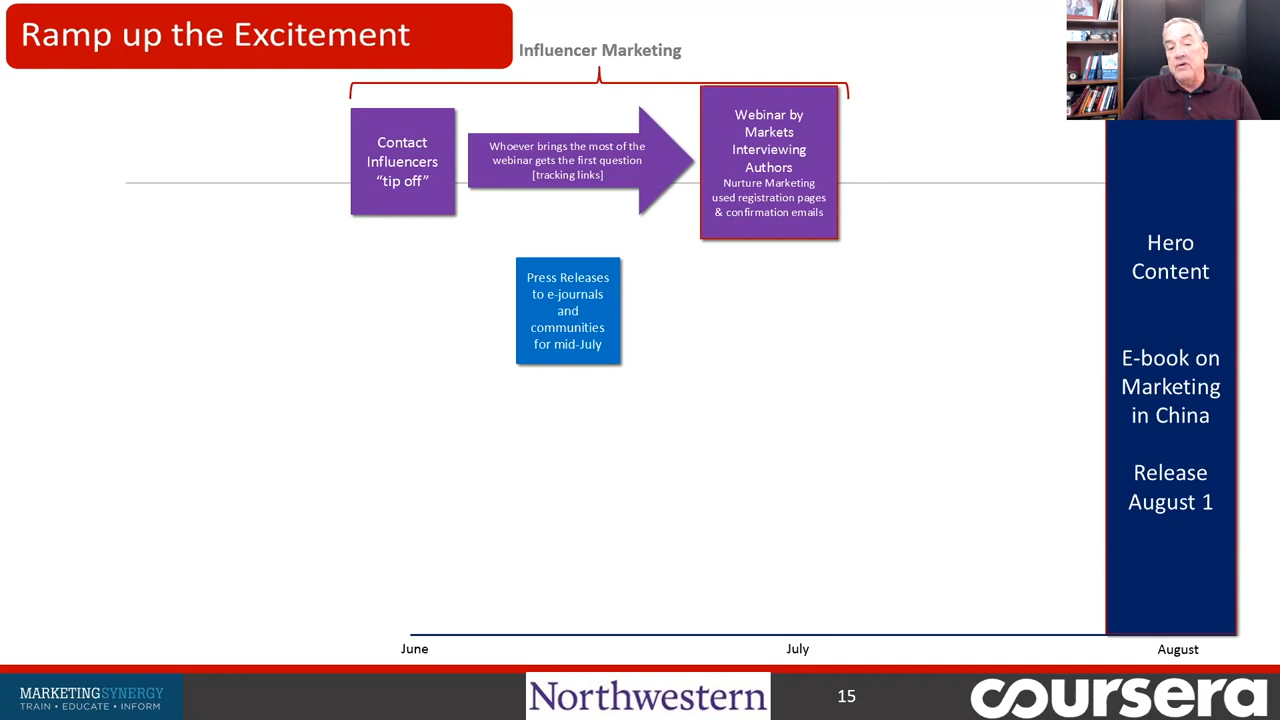 Ramp up the Excitement
Influencer Marketing
Contact
Influencers
“tip off”
Whoever brings the most of the
webinar gets the first question
[tracking links]
Webinar by
Markets
Interviewing
Authors
Nurture Marketing
used registration pages
& confirmation emails
Press Releases
to e-journals
and
communities
for mid-July
Hero
Content
E-book on
Marketing
in China
Release
August 1
June
July
August
MARKETINGSYNERGY
TRAIN • EDUCATE • INFORM
Northwestern
15
coursera